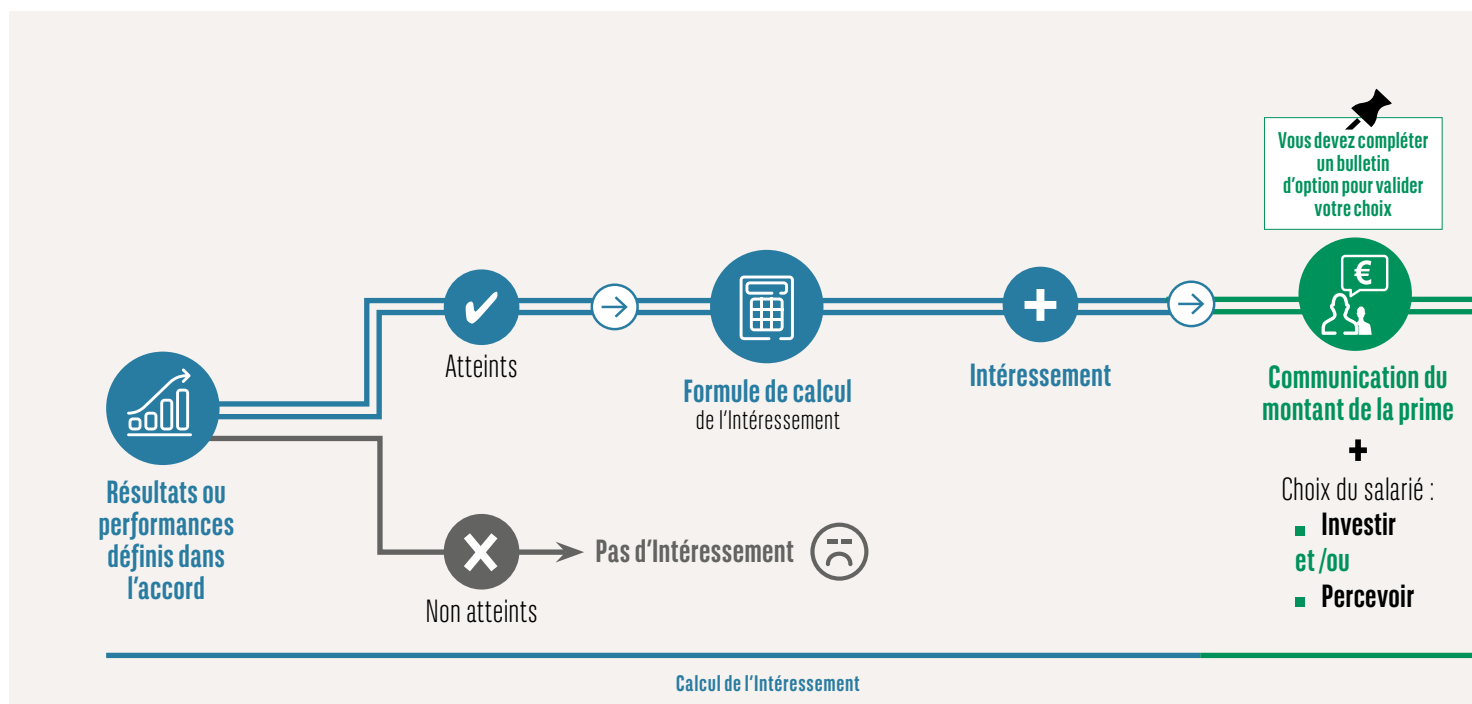 Vous devez compléter
un bulletin
d'option pour valider
votre choix
€
Atteints
Formule de calcul
de l'Intéressement
Intéressement
Communication du
montant de la prime
+
Choix du salarié :
Investir
et /ou
Percevoir
Résultats ou
performances
définis dans
l'accord
Pas d'Intéressement
Non atteints
Calcul de l'Intéressement